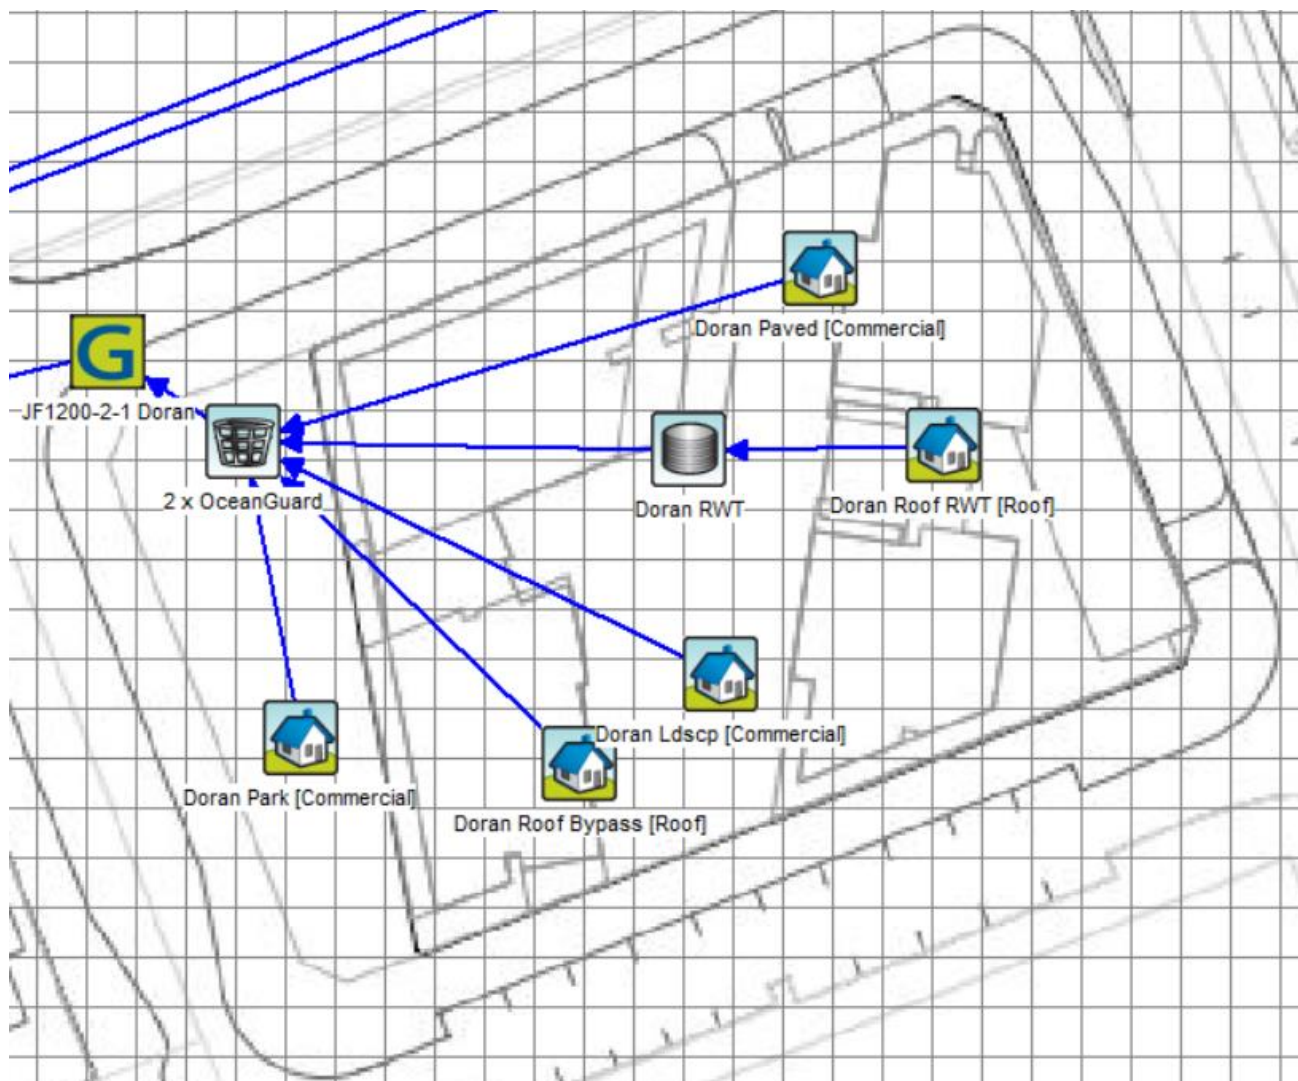 Doran Paved [Commercial]
G
JF1200-2-1 Doran
2 x OceanGuard
Doran RWT
Doran Roof RWT [Roof]
Doran Ldscp [Commercial]
Doran Park [Commercial]
Doran Roof Bypass [Roof]